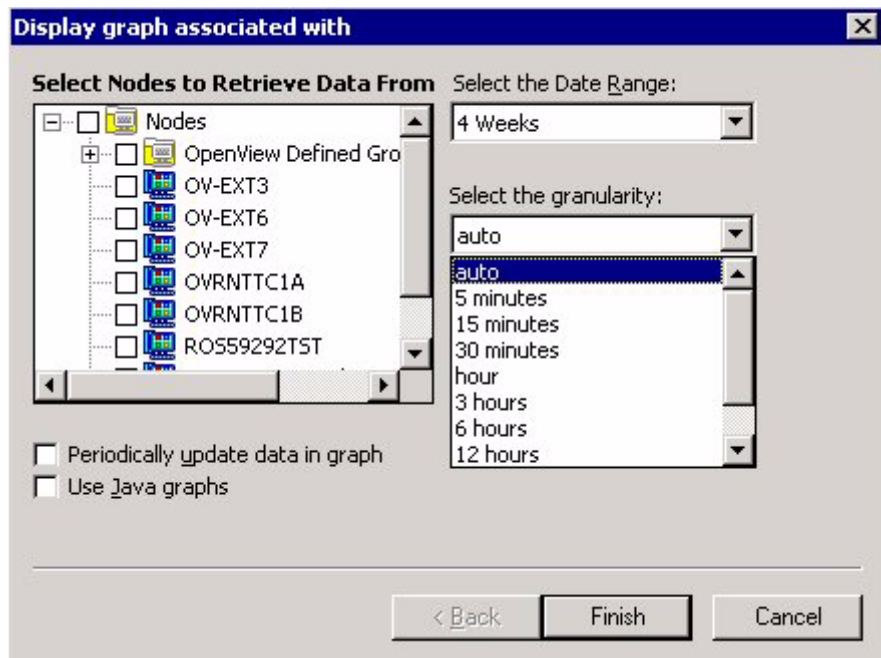 Display graph associated with
Select Nodes to Retrieve Data From
Nodes
OpenView Defined Gro
OV-EXT3
OV-EXT6
OV-EXT7
OVRNTTC1A
OVRNTTC1B
ROS59292TST
Periodically update data in graph
Use Java graphs
Select the Date Range:
4 Weeks
Select the granularity:
auto
auto
5 minutes
15 minutes
30 minutes
hour
3 hours
6 hours
12 hours
< Back
Finish
Cancel